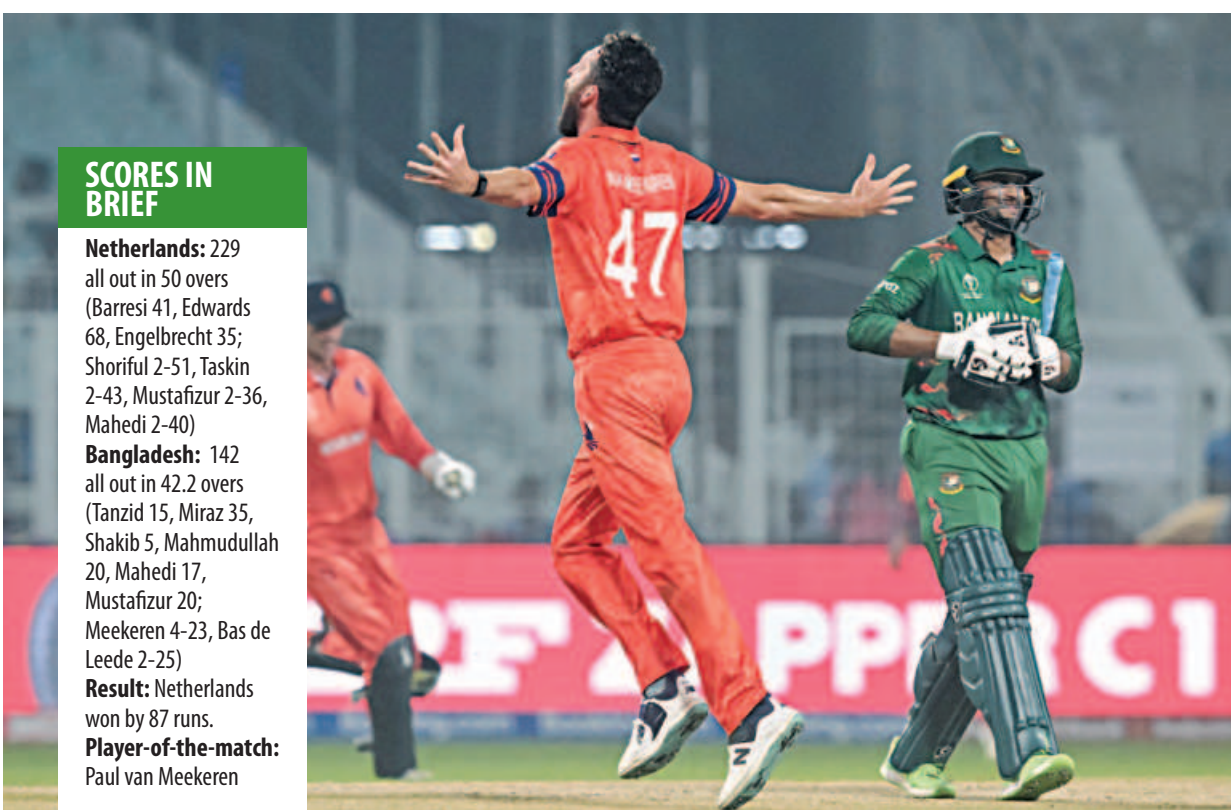 SCORES IN
BRIEF
Netherlands: 229
all out in 50 overs
(Barresi 41, Edwards
68, Engelbrecht 35;
Shoriful 2-51, Taskin
2-43, Mustafizur 2-36,
Mahedi 2-40)
Bangladesh: 142
all out in 42.2 overs
(Tanzid 15, Miraz 35,
Shakib 5, Mahmudullah
20, Mahedi 17,
Mustafizur 20;
Meekeren 4-23, Bas de
Leede 2-25)
Result: Netherlands
won by 87 runs.
Player-of-the-match:
Paul van Meekeren
47
N